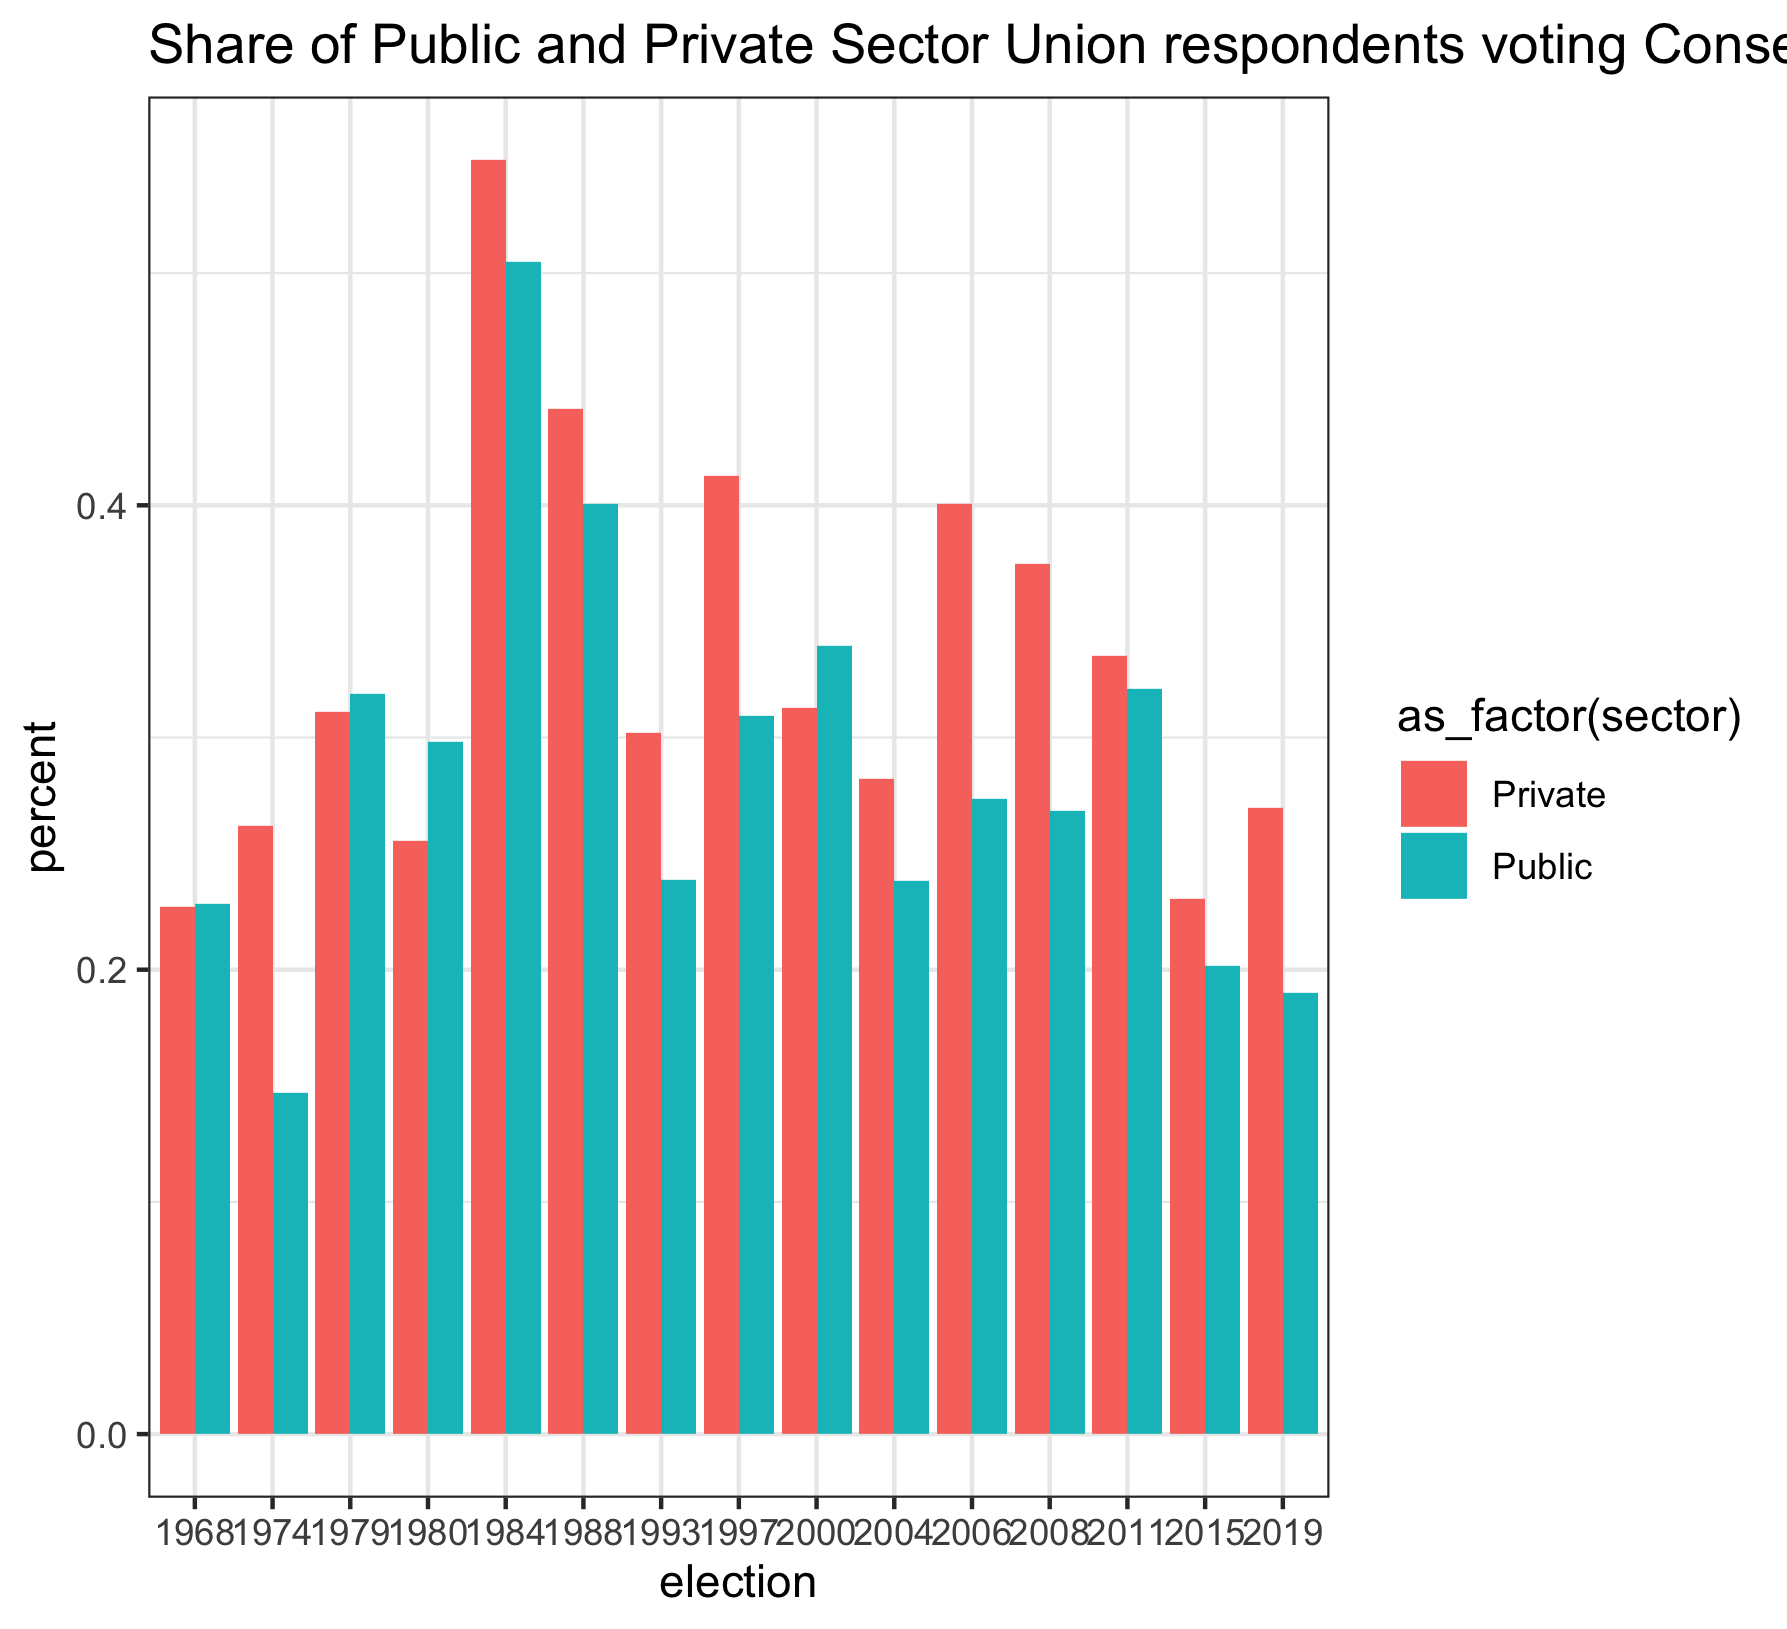 Share of Public and Private Sector Union respondents voting Conse
0.4
0.2
0.0
percent
1968 1974 1979 1980 1984 1988 1993 1997 2000 2004 2006 2008 2011 2015 2019
election
as_factor(sector)
Private
Public